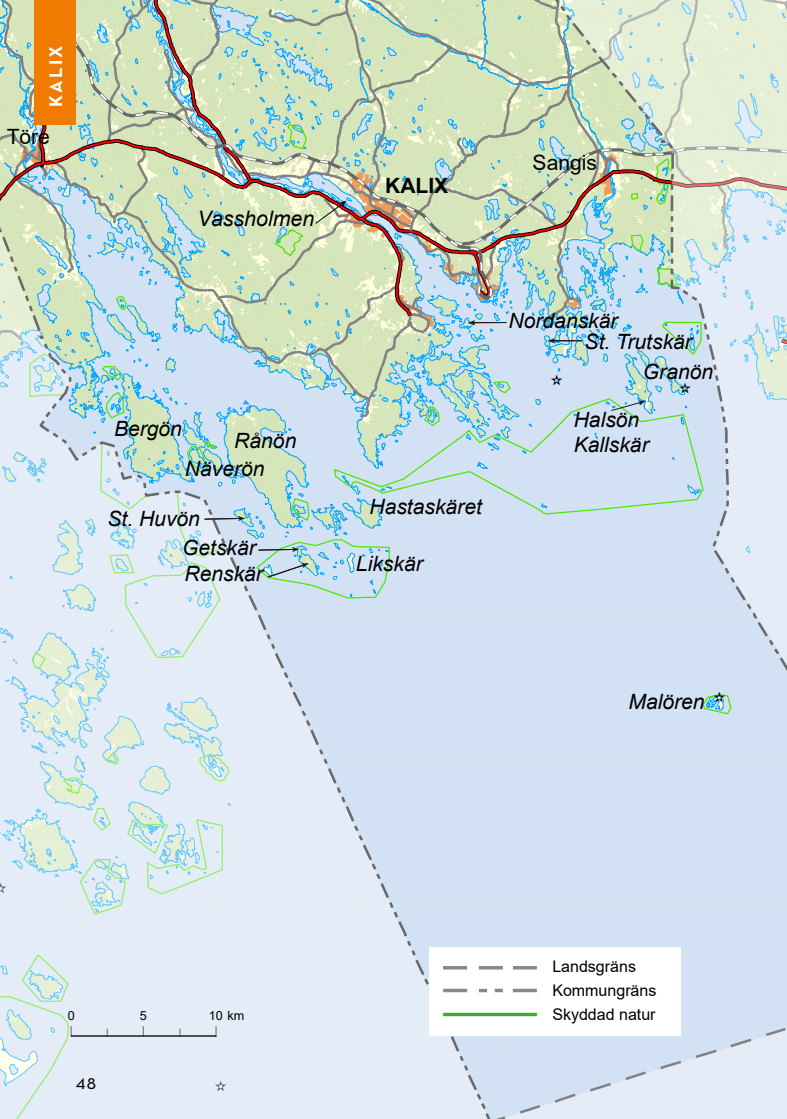 KALIX
Töre
Sangis
KALIX
Vassholmen
Nordanskär
St. Trutskär
Granön
Halsön
Kallskär
Bergön
Rånön
Näverön
Hastaskäret
St. Huvön
Getskär
Renskär
Likskär
Malören
Landsgräns
Kommungräns
Skyddad natur
0 5 10 km
48